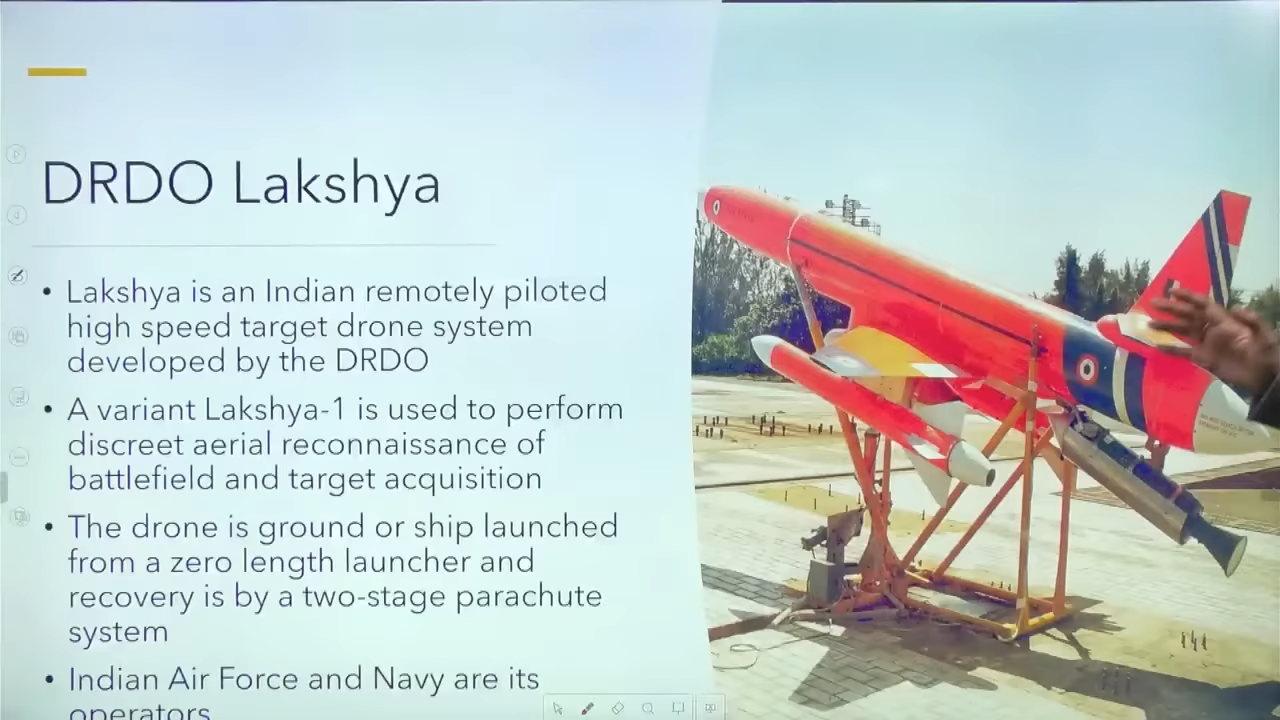 DRDO Lakshya
• Lakshya is an Indian remotely piloted
high speed target drone system
developed by the DRDO
• A variant Lakshya-1 is used to perform
discreet aerial reconnaissance of
battlefield and target acquisition
• The drone is ground or ship launched
from a zero length launcher and
recovery is by a two-stage parachute
system
• Indian Air Force and Navy are its
operators